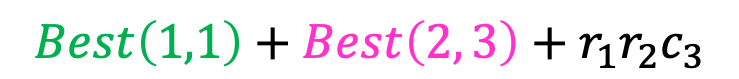 Best(1,1) + Best(2,3) + r₁r₂c₃